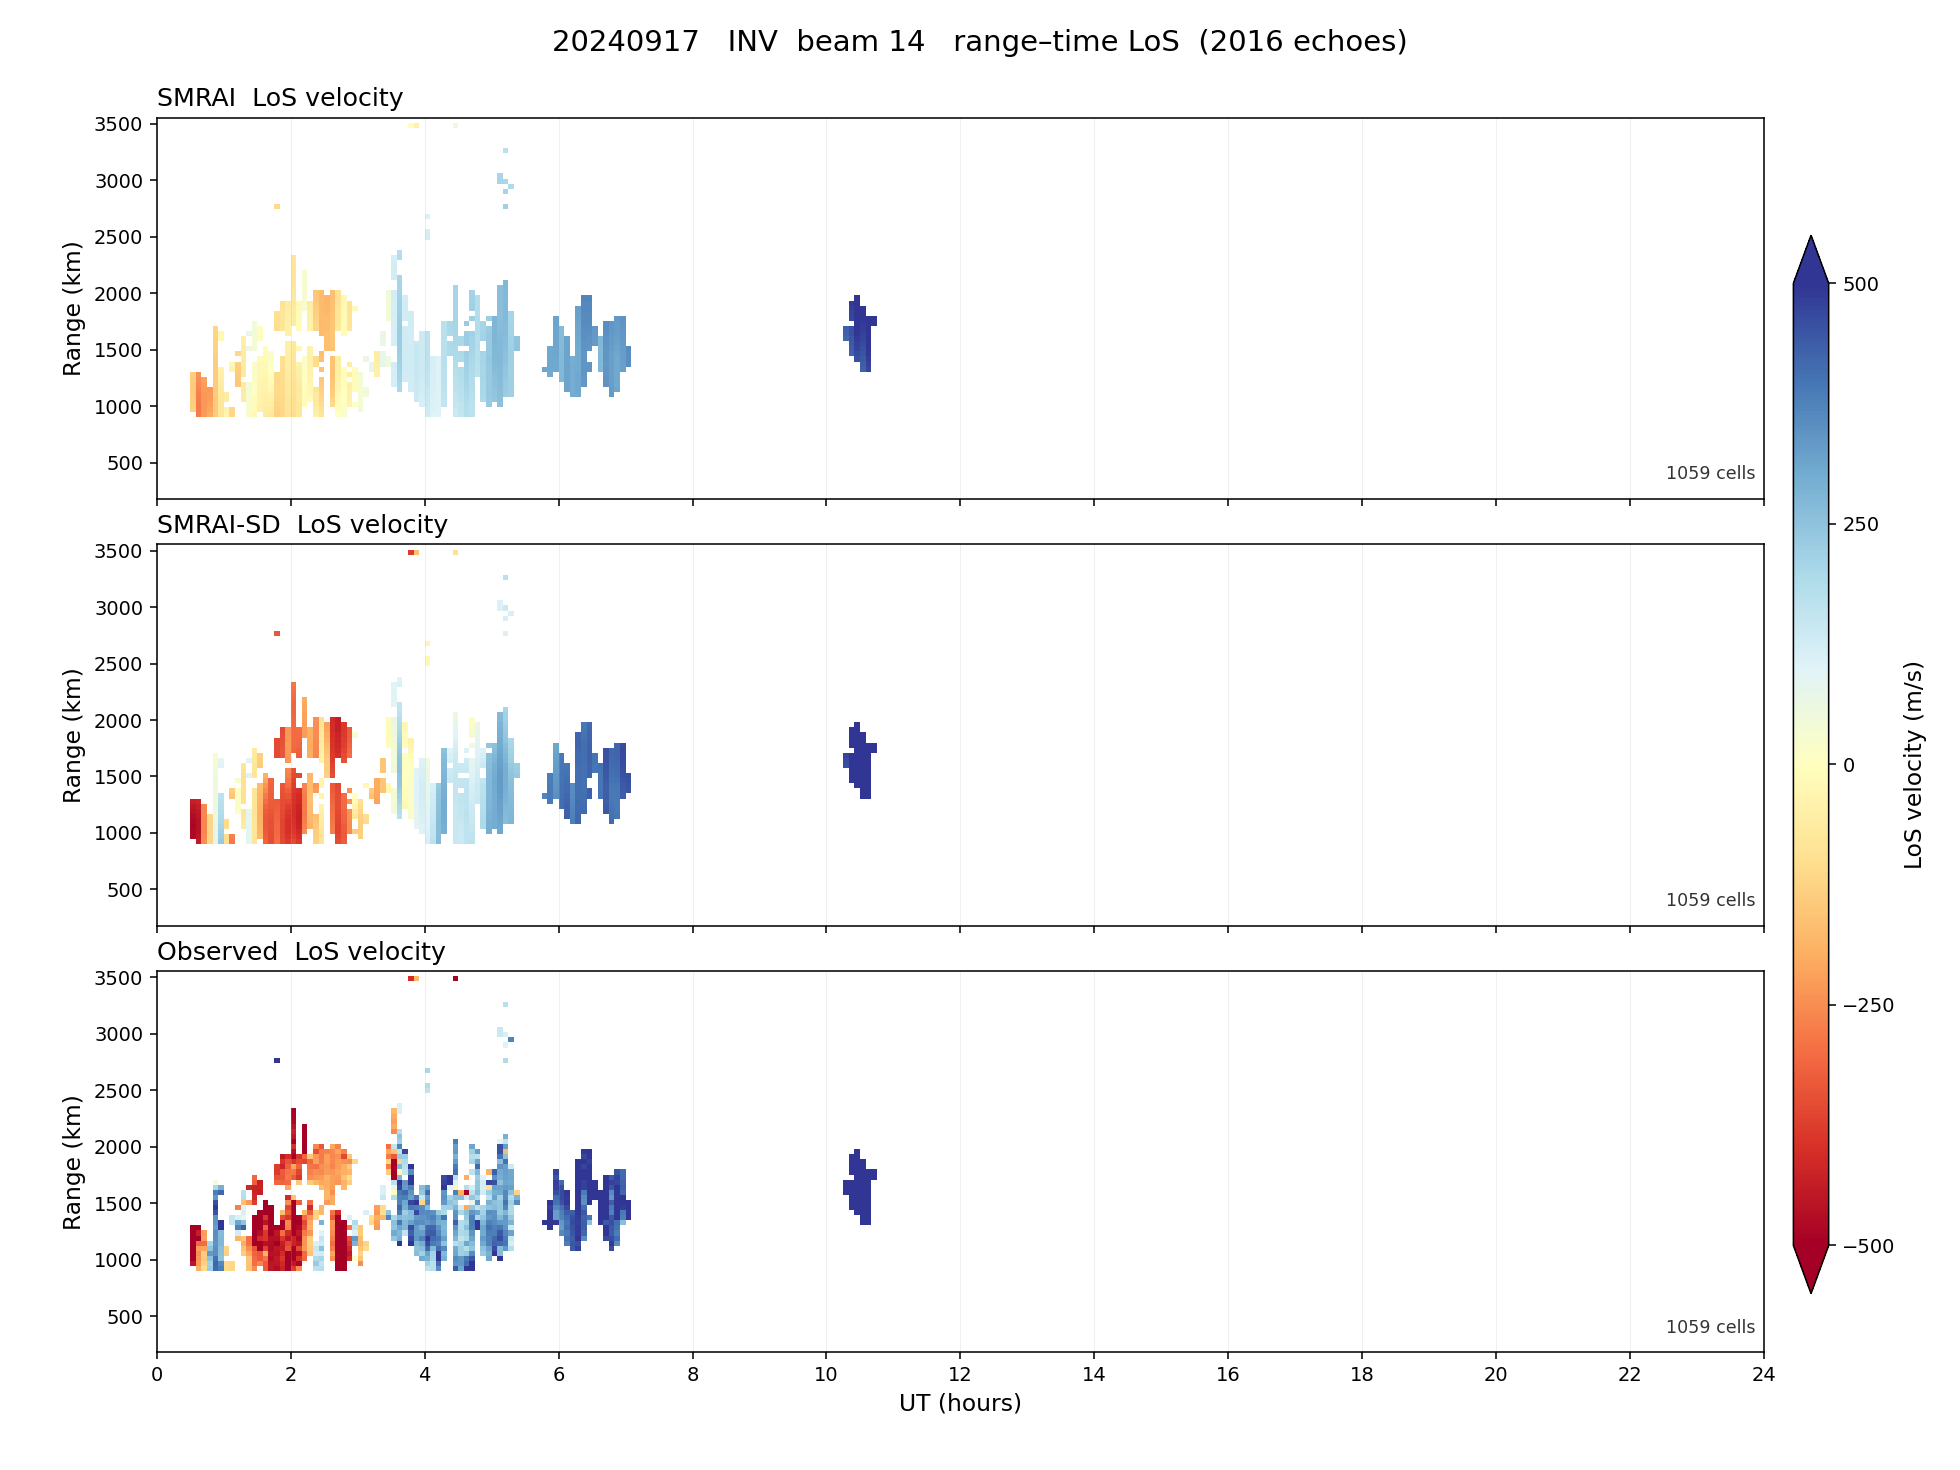 20240917   INV  beam 14   range–time LoS  (2016 echoes)
SMRAI  LoS velocity
3500
3000
2500
2000
1500
1000
500
Range (km)
1059 cells
SMRAI-SD  LoS velocity
3500
3000
2500
2000
1500
1000
500
Range (km)
1059 cells
Observed  LoS velocity
3500
3000
2500
2000
1500
1000
500
Range (km)
1059 cells
0 2 4 6 8 10 12 14 16 18 20 22 24
UT (hours)
500
250
0
−250
−500
LoS velocity (m/s)